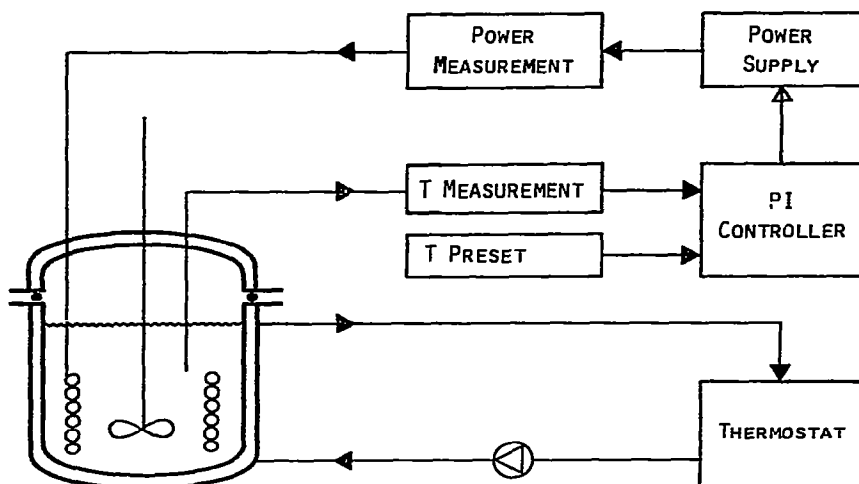 POWER
MEASUREMENT
POWER
SUPPLY
T MEASUREMENT
T PRESET
PI
CONTROLLER
THERMOSTAT